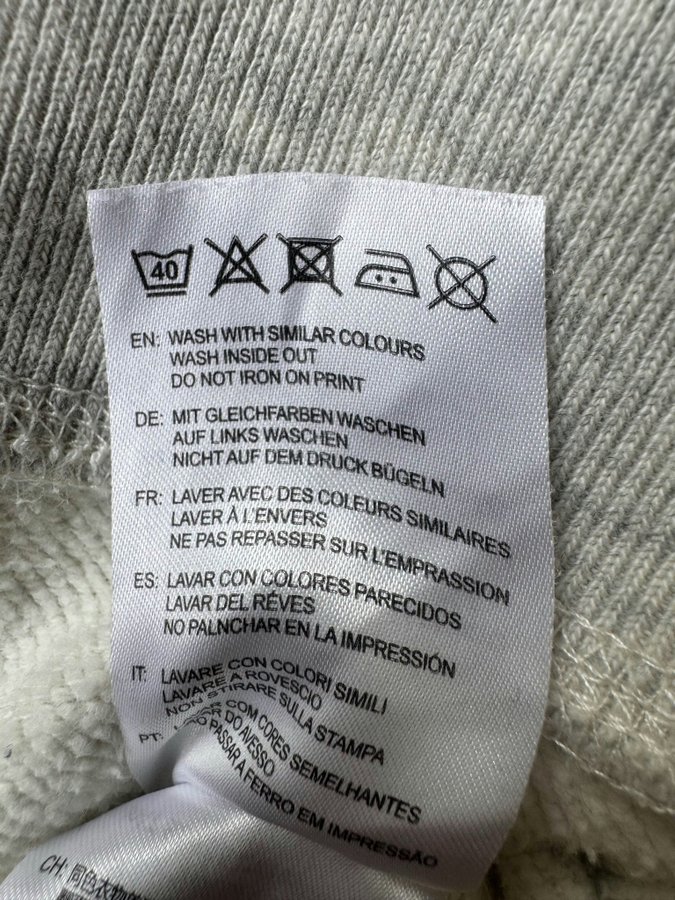 40
EN: WASH WITH SIMILAR COLOURS
WASH INSIDE OUT
DO NOT IRON ON PRINT
DE: MIT GLEICHFARBEN WASCHEN
AUF LINKS WASCHEN
NICHT AUF DEM DRUCK BÜGELN
FR: LAVER AVEC DES COLEURS SIMILAIRES
LAVER À L'ENVERS
NE PAS REPASSER SUR L'EMPRASSION
ES: LAVAR CON COLORES PARECIDOS
LAVAR DEL RÉVES
NO PALNCHAR EN LA IMPRESSIÓN
IT: LAVARE CON COLORI SIMILI
LAVARE A ROVESCIO
NON STIRARE SULLA STAMPA
PT: COM CORES SEMELHANTES
DO AVESSO
PASSAR A FERRO EM IMPRESSÃO
CH: